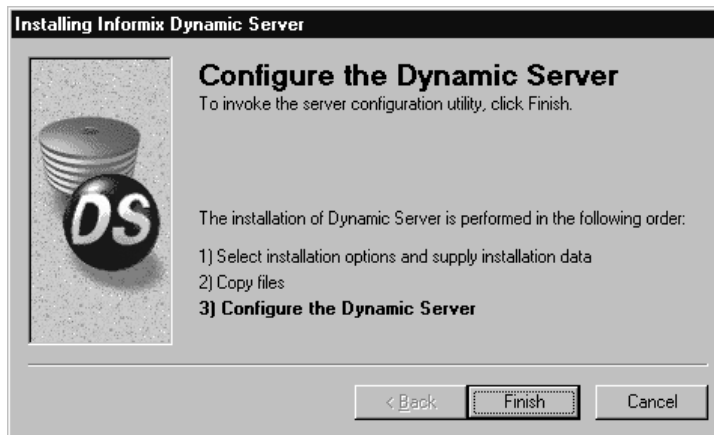 Installing Informix Dynamic Server
Configure the Dynamic Server
To invoke the server configuration utility, click Finish.
DS
The installation of Dynamic Server is performed in the following order:
1) Select installation options and supply installation data
2) Copy files
3) Configure the Dynamic Server
< Back
Finish
Cancel